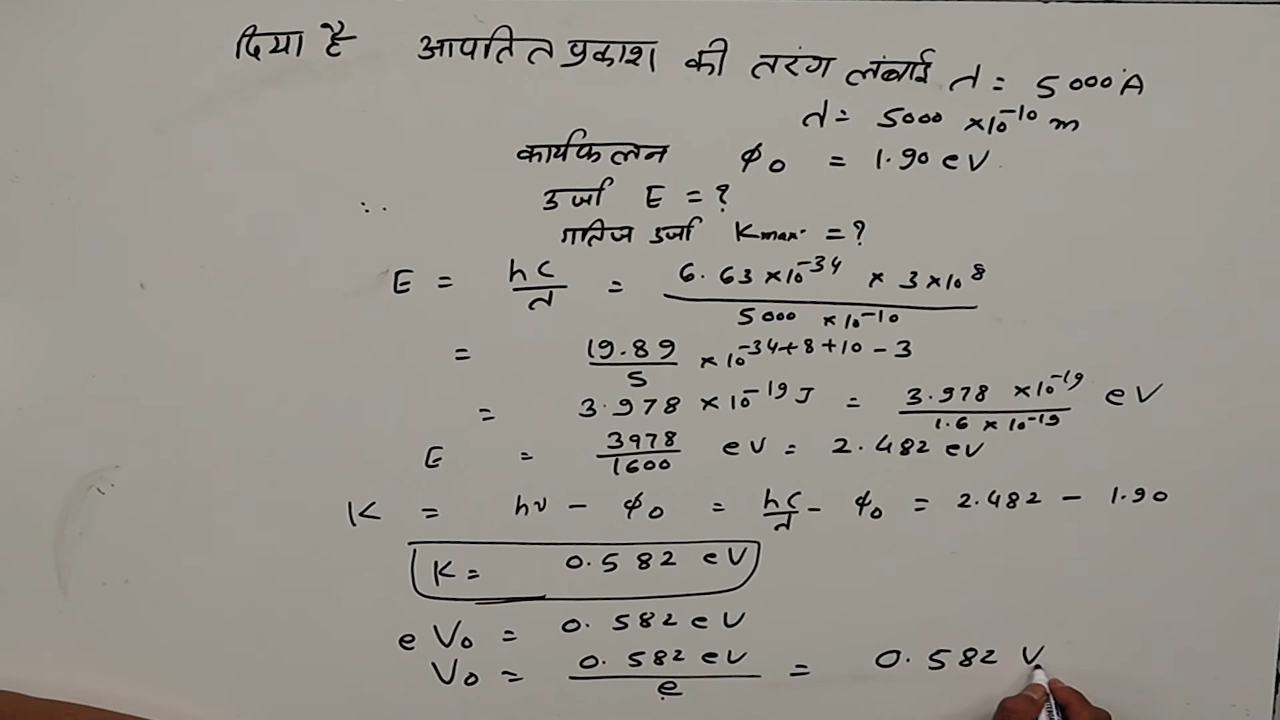 दिया है आपतित प्रकाश की तरंग लंबाई λ = 5000 Å
λ = 5000 ×10⁻¹⁰ m
कार्यफलन ϕ₀ = 1.90 eV
उर्जा E = ?
∴ गतिज उर्जा Kmax. = ?
E = hc/λ = 6.63 ×10⁻³⁴ × 3×10⁸ / 5000 ×10⁻¹⁰
= 19.89/5 ×10⁻³⁴⁺⁸⁺¹⁰⁻³
= 3.978 ×10⁻¹⁹ J = 3.978 ×10⁻¹⁹ / 1.6 ×10⁻¹⁹ eV
E = 3978/1600 eV = 2.482 eV
K = hν − ϕ₀ = hc/λ − ϕ₀ = 2.482 − 1.90
K = 0.582 eV
eV₀ = 0.582 eV
V₀ = 0.582 eV / e = 0.582 V